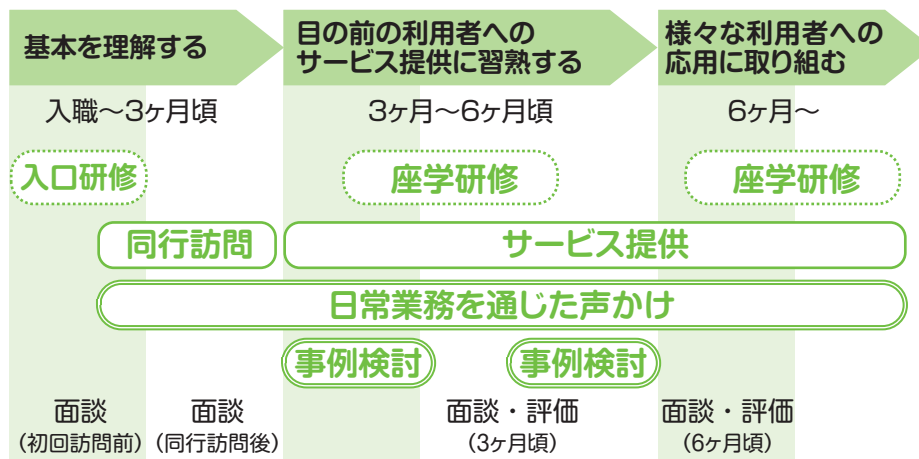 基本を理解する
目の前の利用者への
サービス提供に習熟する
様々な利用者への
応用に取り組む
入職〜3ヶ月頃
3ヶ月〜6ヶ月頃
6ヶ月〜
入口研修
座学研修
座学研修
同行訪問
サービス提供
日常業務を通じた声かけ
事例検討
事例検討
面談
(初回訪問前)
面談
(同行訪問後)
面談・評価
(3ヶ月頃)
面談・評価
(6ヶ月頃)